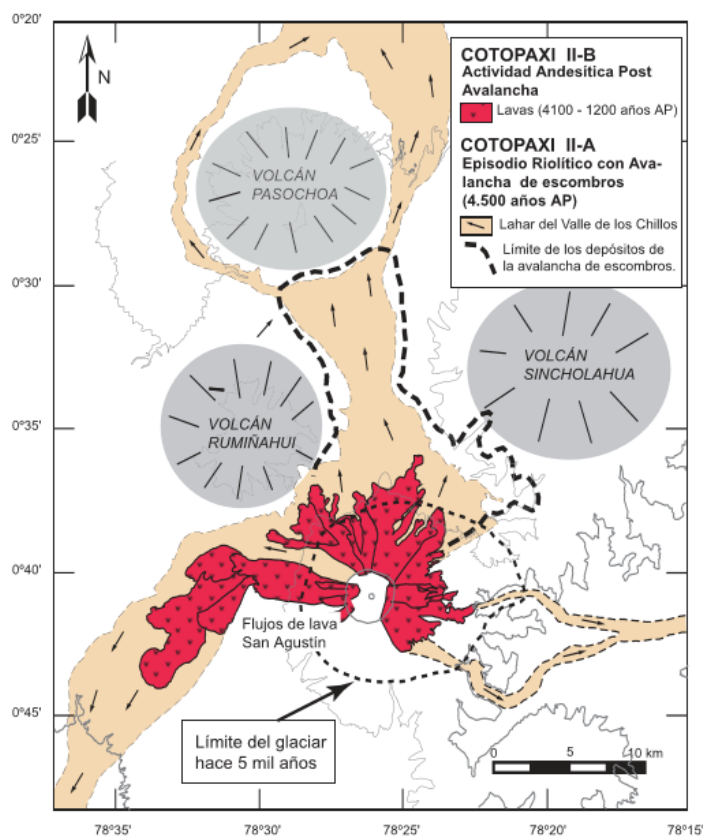 0°20'
0°25'
0°30'
0°35'
0°40'
0°45'
N
COTOPAXI II-B
Actividad Andesítica Post
Avalancha
Lavas (4100 - 1200 años AP)
COTOPAXI II-A
Episodio Riolítico con Ava-
lancha de escombros
(4.500 años AP)
Lahar del Valle de los Chillos
Límite de los depósitos de
la avalancha de escombros.
VOLCÁN
PASOCHOA
VOLCÁN
SINCHOLAHUA
VOLCÁN
RUMIÑAHUI
Flujos de lava
San Agustín
Límite del glaciar
hace 5 mil años
0 5 10 km
78°35' 78°30' 78°25' 78°20' 78°15'